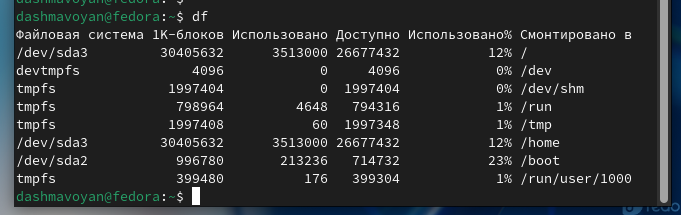 dashmavoyan@fedora:~$ df
Файловая система 1K-блоков Использовано Доступно Использовано% Смонтировано в
/dev/sda3 30405632 3513000 26677432 12% /
devtmpfs 4096 0 4096 0% /dev
tmpfs 1997404 0 1997404 0% /dev/shm
tmpfs 798964 4648 794316 1% /run
tmpfs 1997408 60 1997348 1% /tmp
/dev/sda3 30405632 3513000 26677432 12% /home
/dev/sda2 996780 213236 714732 23% /boot
tmpfs 399480 176 399304 1% /run/user/1000
dashmavoyan@fedora:~$